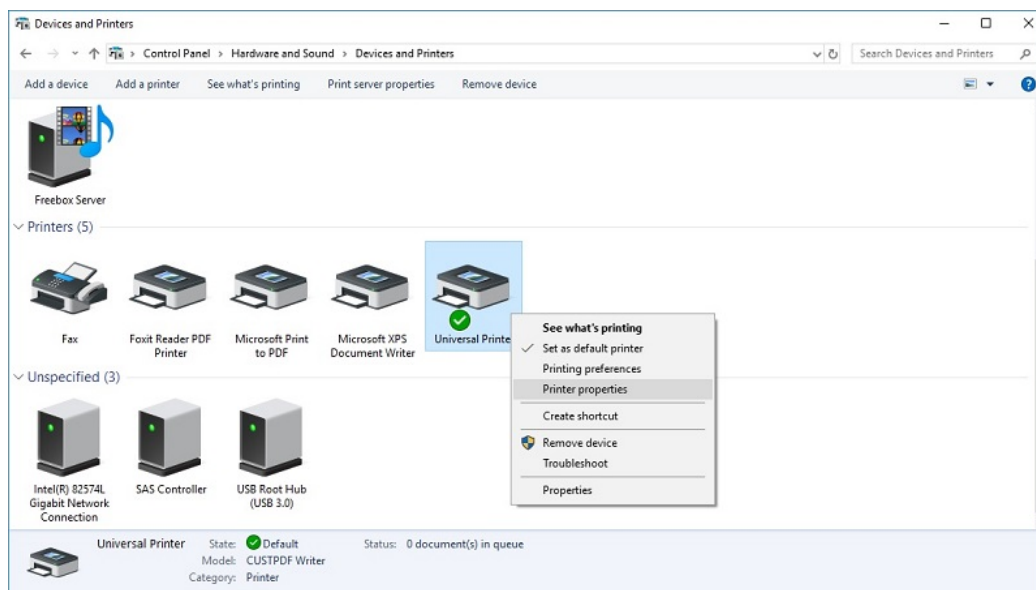 Devices and Printers
Control Panel > Hardware and Sound > Devices and Printers
Search Devices and Printers
Add a device Add a printer See what's printing Print server properties Remove device
Freebox Server
Printers (5)
Fax
Foxit Reader PDF
Printer
Microsoft Print
to PDF
Microsoft XPS
Document Writer
Universal Printe
See what's printing
Set as default printer
Printing preferences
Printer properties
Create shortcut
Remove device
Troubleshoot
Properties
Unspecified (3)
Intel(R) 82574L
Gigabit Network
Connection
SAS Controller
USB Root Hub
(USB 3.0)
Universal Printer State: Default Status: 0 document(s) in queue
Model: CUSTPDF Writer
Category: Printer